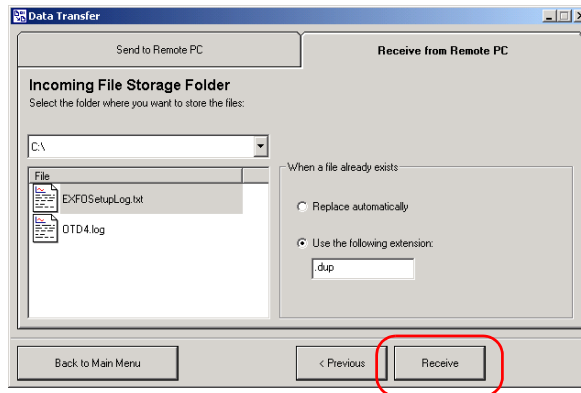 Data Transfer
Send to Remote PC
Receive from Remote PC
Incoming File Storage Folder
Select the folder where you want to store the files:
C:\
File
EXFOSetupLog.txt
OTD4.log
When a file already exists
Replace automatically
Use the following extension:
.dup
Back to Main Menu
< Previous
Receive